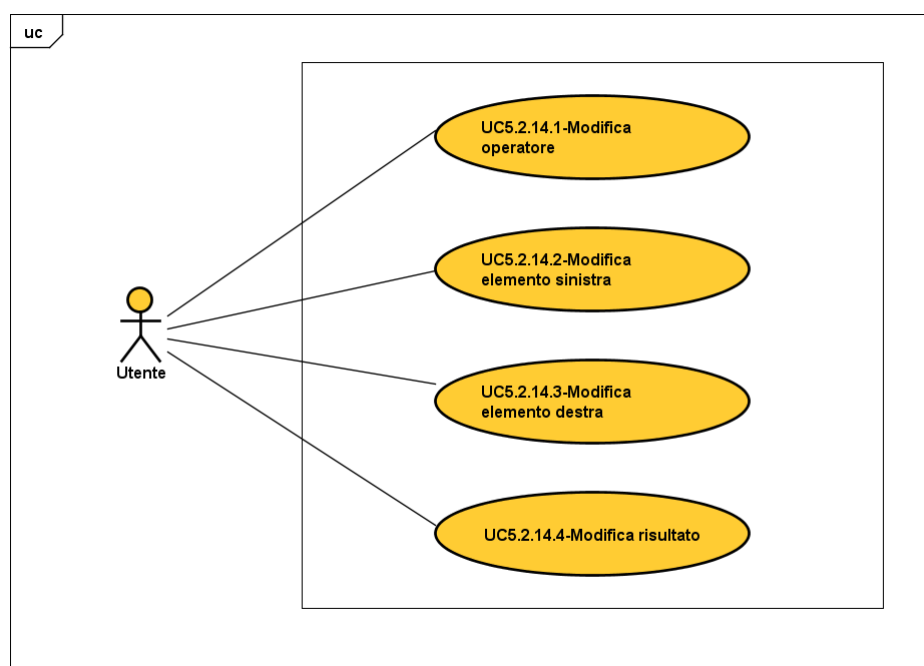 uc
UC5.2.14.1-Modifica
operatore
UC5.2.14.2-Modifica
elemento sinistra
Utente
UC5.2.14.3-Modifica
elemento destra
UC5.2.14.4-Modifica risultato